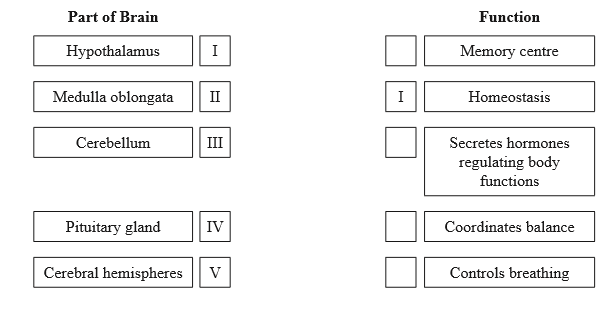 Part of Brain Function
Hypothalamus I Memory centre
Medulla oblongata II I Homeostasis
Cerebellum III Secretes hormones
regulating body
functions
Pituitary gland IV Coordinates balance
Cerebral hemispheres V Controls breathing